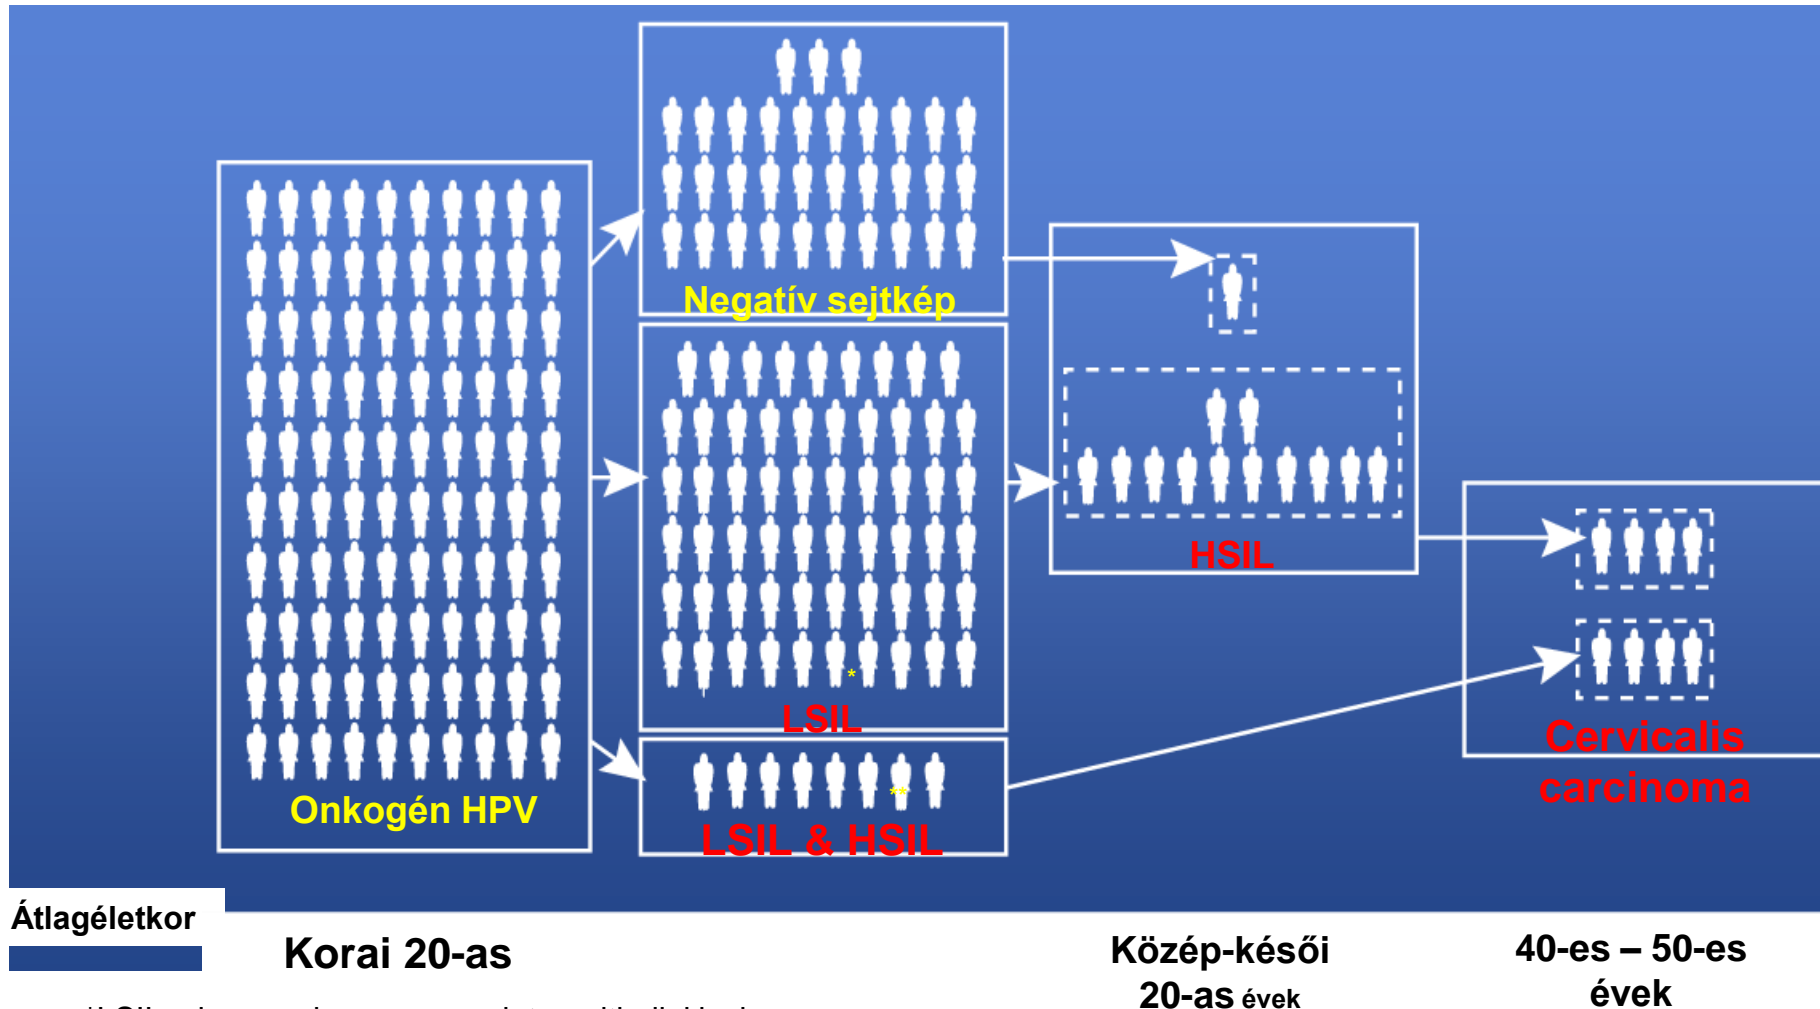 Negatív sejtkép
*
LSIL
**
LSIL & HSIL
Onkogén HPV
HSIL
Cervicalis
carcinoma
Átlagéletkor
Korai 20-as
Közép-késői
20-as évek
40-es – 50-es
évek